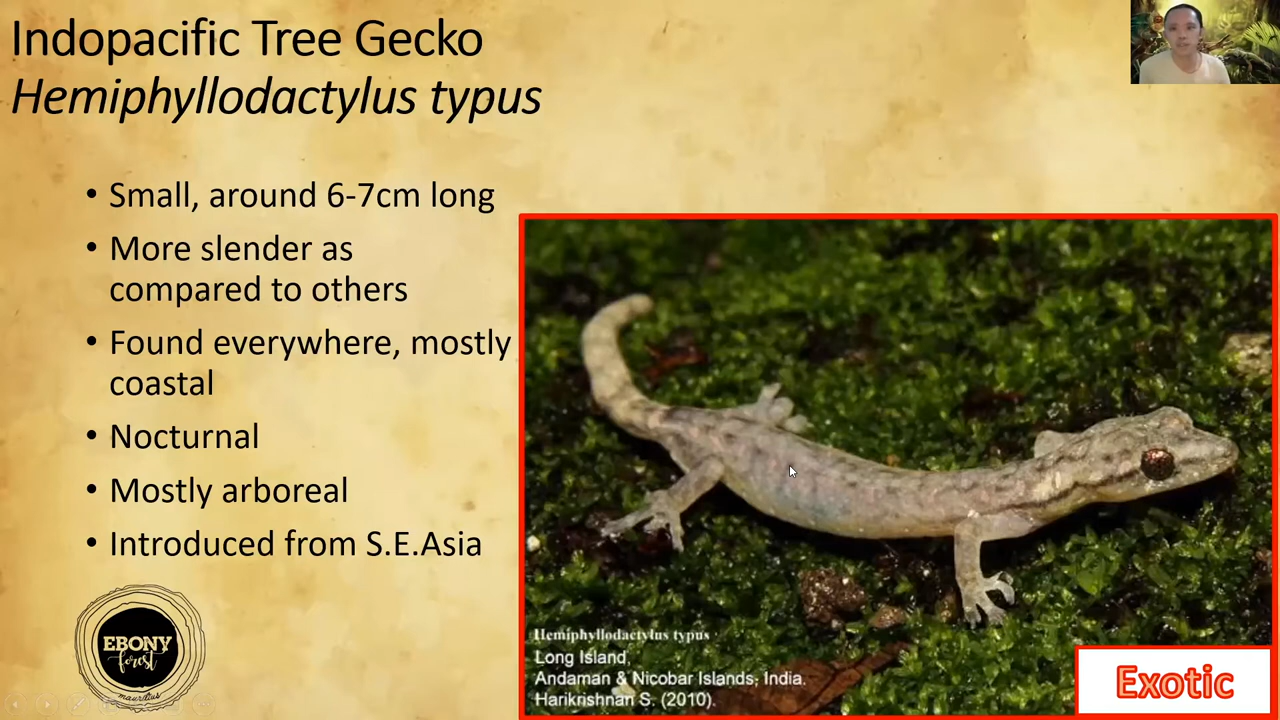 Indopacific Tree Gecko
Hemiphyllodactylus typus
• Small, around 6-7cm long
• More slender as
compared to others
• Found everywhere, mostly
coastal
• Nocturnal
• Mostly arboreal
• Introduced from S.E.Asia
EBONY
forest
mauritius
Hemiphyllodactylus typus
Long Island,
Andaman & Nicobar Islands, India.
Harikrishnan S. (2010).
Exotic